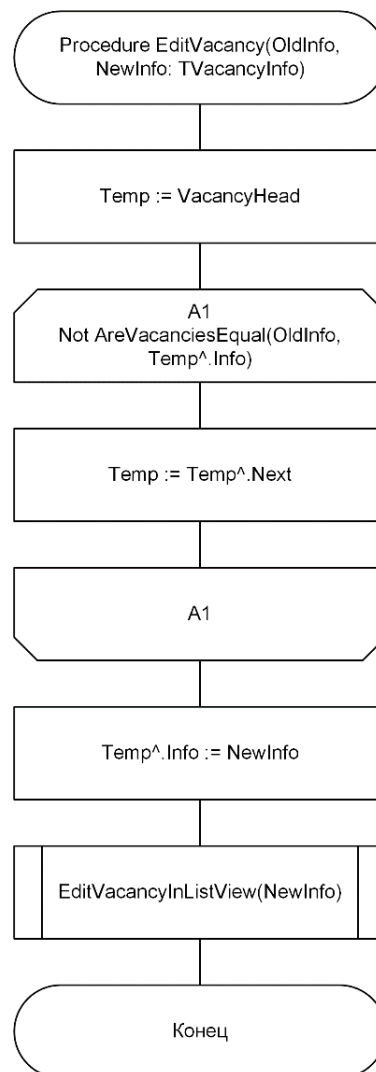 Procedure EditVacancy(OldInfo,
NewInfo: TVacancyInfo)
Temp := VacancyHead
A1
Not AreVacanciesEqual(OldInfo,
Temp^.Info)
Temp := Temp^.Next
A1
Temp^.Info := NewInfo
EditVacancyInListView(NewInfo)
Конец